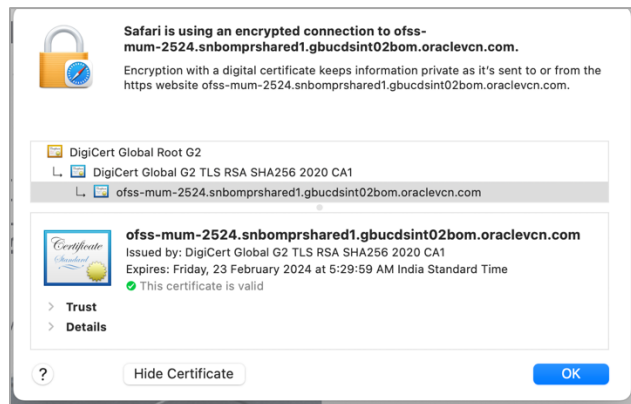 Safari is using an encrypted connection to ofss-
mum-2524.snbomprshared1.gbucdsint02bom.oraclevcn.com.
Encryption with a digital certificate keeps information private as it's sent to or from the
https website ofss-mum-2524.snbomprshared1.gbucdsint02bom.oraclevcn.com.
DigiCert Global Root G2
DigiCert Global G2 TLS RSA SHA256 2020 CA1
ofss-mum-2524.snbomprshared1.gbucdsint02bom.oraclevcn.com
Certificate
Standard
ofss-mum-2524.snbomprshared1.gbucdsint02bom.oraclevcn.com
Issued by: DigiCert Global G2 TLS RSA SHA256 2020 CA1
Expires: Friday, 23 February 2024 at 5:29:59 AM India Standard Time
This certificate is valid
Trust
Details
?
Hide Certificate
OK